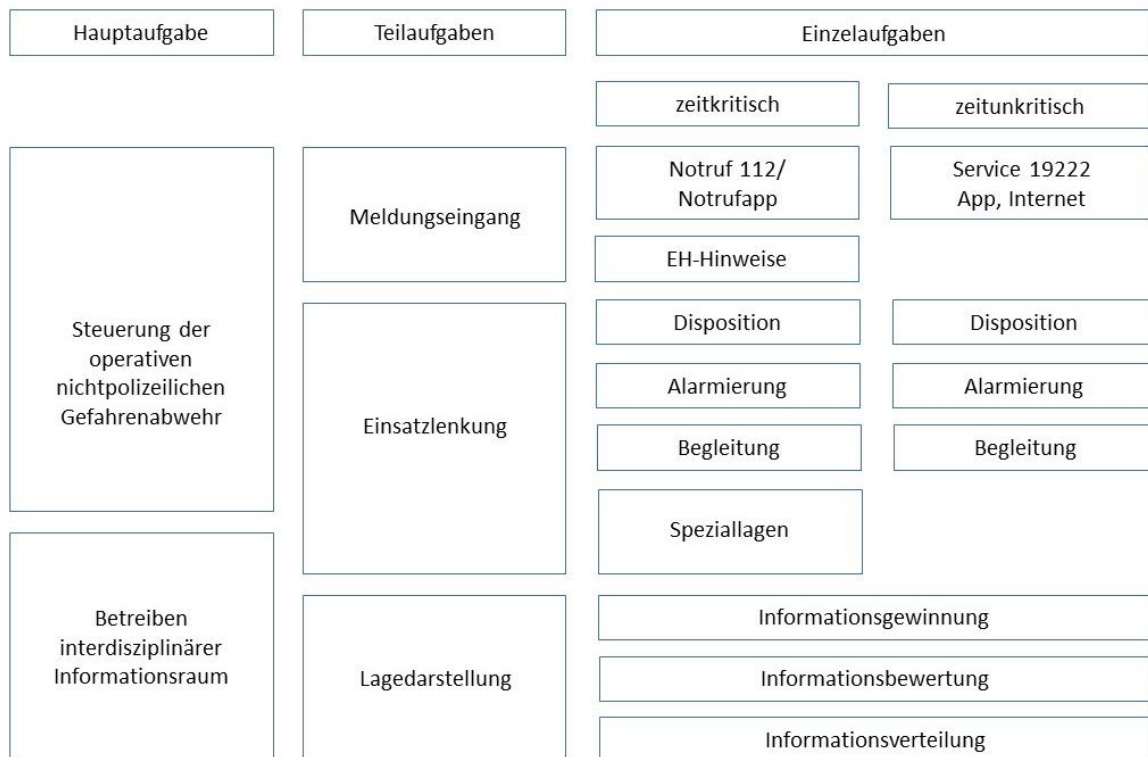 Hauptaufgabe
Teilaufgaben
Einzelaufgaben
zeitkritisch
zeitunkritisch
Steuerung der
operativen
nichtpolizeilichen
Gefahrenabwehr
Meldungseingang
Notruf 112/
Notrufapp
Service 19222
App, Internet
EH-Hinweise
Einsatzlenkung
Disposition
Disposition
Alarmierung
Alarmierung
Begleitung
Begleitung
Speziallagen
Betreiben
interdisziplinärer
Informationsraum
Lagedarstellung
Informationsgewinnung
Informationsbewertung
Informationsverteilung